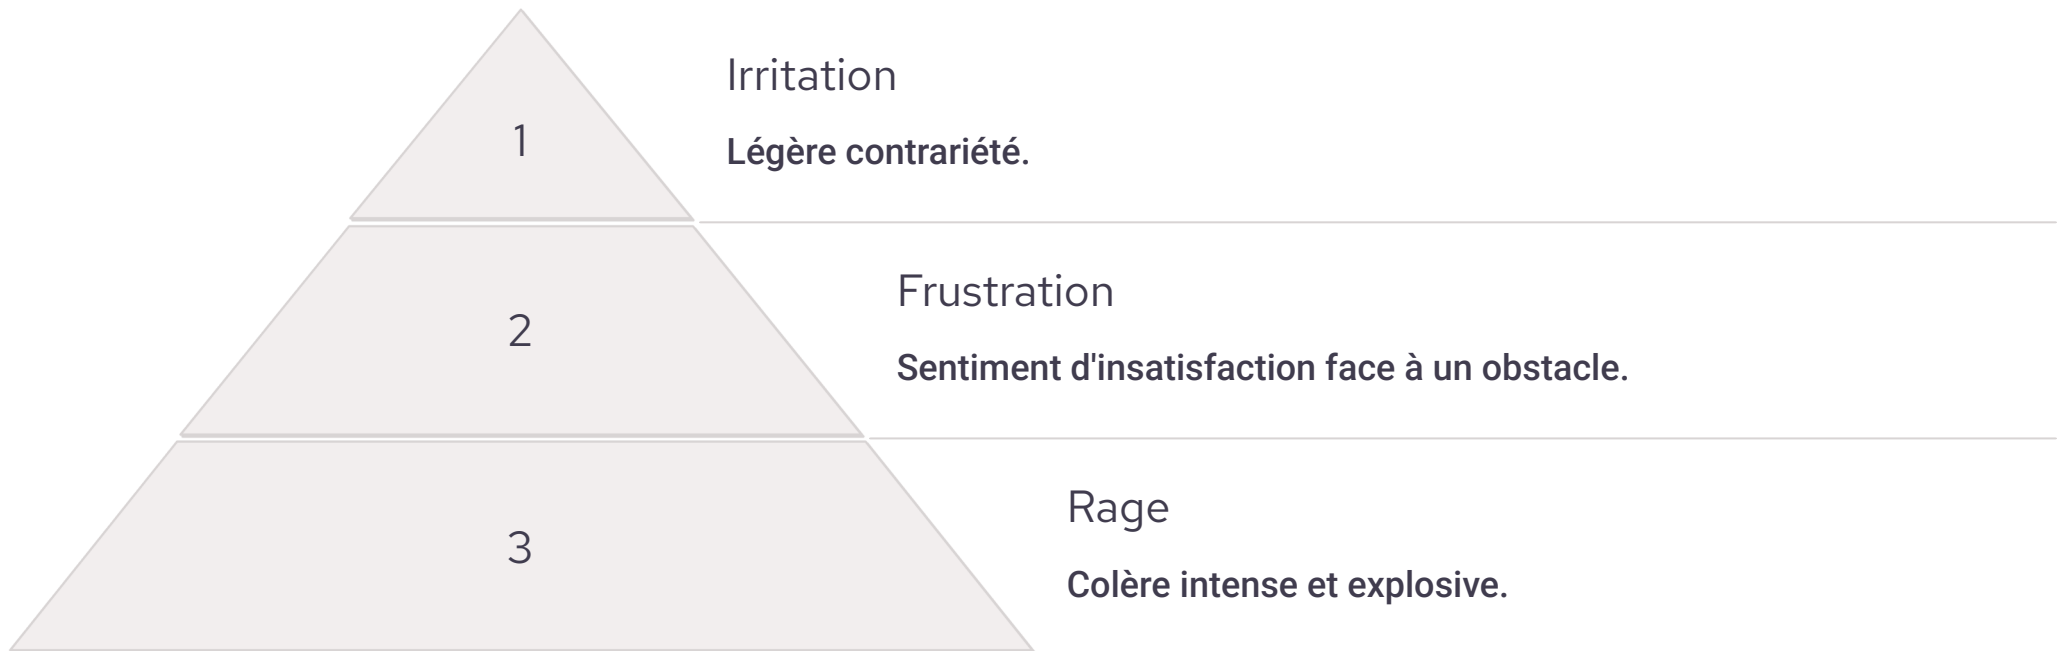 1
Irritation
Légère contrariété.
2
Frustration
Sentiment d'insatisfaction face à un obstacle.
3
Rage
Colère intense et explosive.